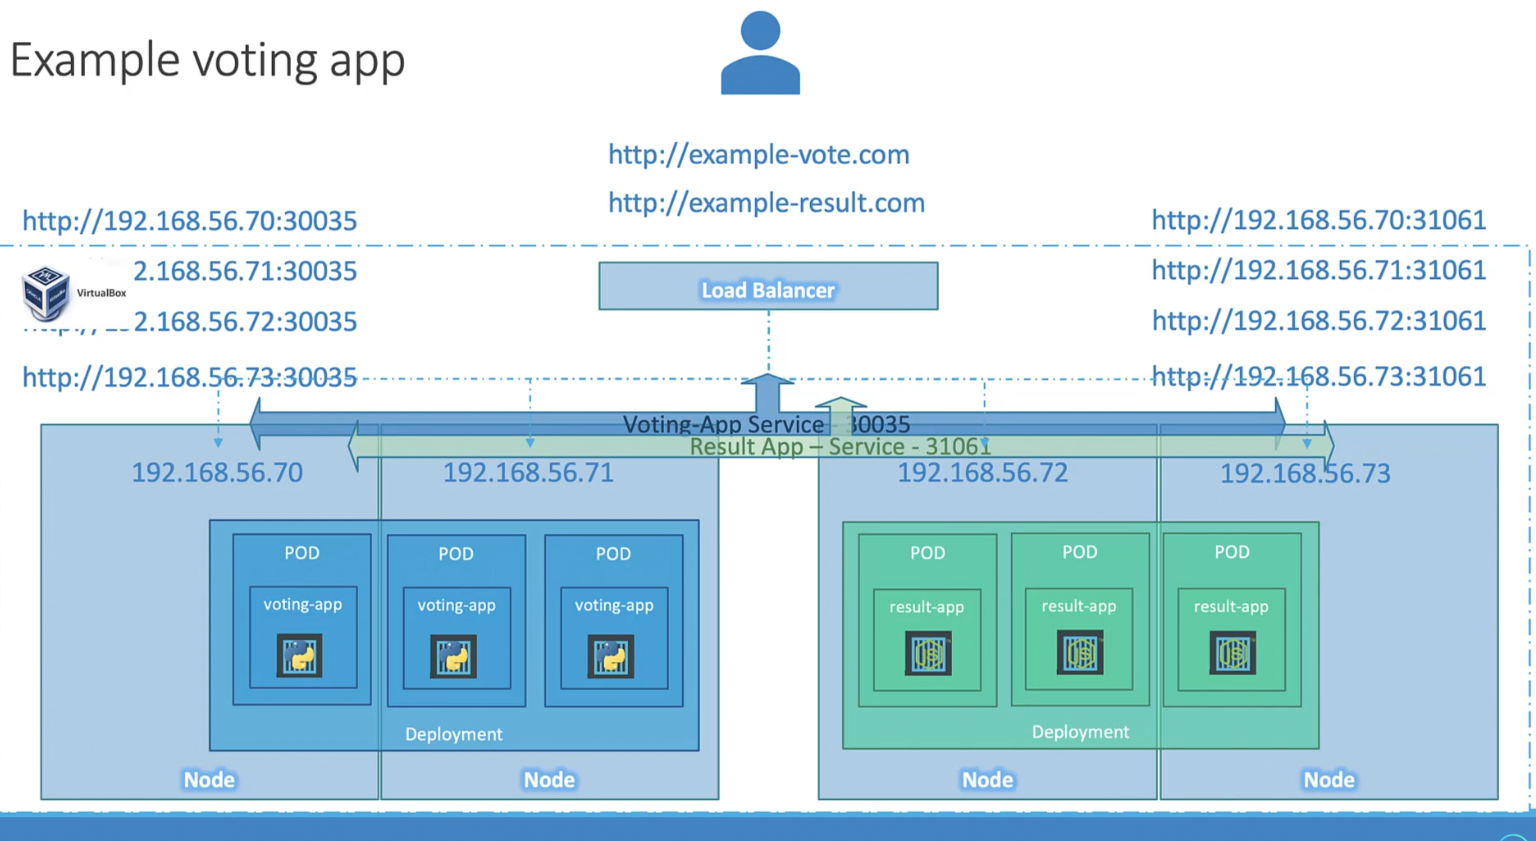 Example voting app
http://example-vote.com
http://example-result.com
http://192.168.56.70:30035
2.168.56.71:30035
2.168.56.72:30035
http://192.168.56.73:30035
VirtualBox
Load Balancer
http://192.168.56.70:31061
http://192.168.56.71:31061
http://192.168.56.72:31061
http://192.168.56.73:31061
Voting-App Service - 30035
Result App – Service - 31061
192.168.56.70
192.168.56.71
192.168.56.72
192.168.56.73
POD
voting-app
POD
voting-app
POD
voting-app
Deployment
POD
result-app
POD
result-app
POD
result-app
Deployment
Node
Node
Node
Node